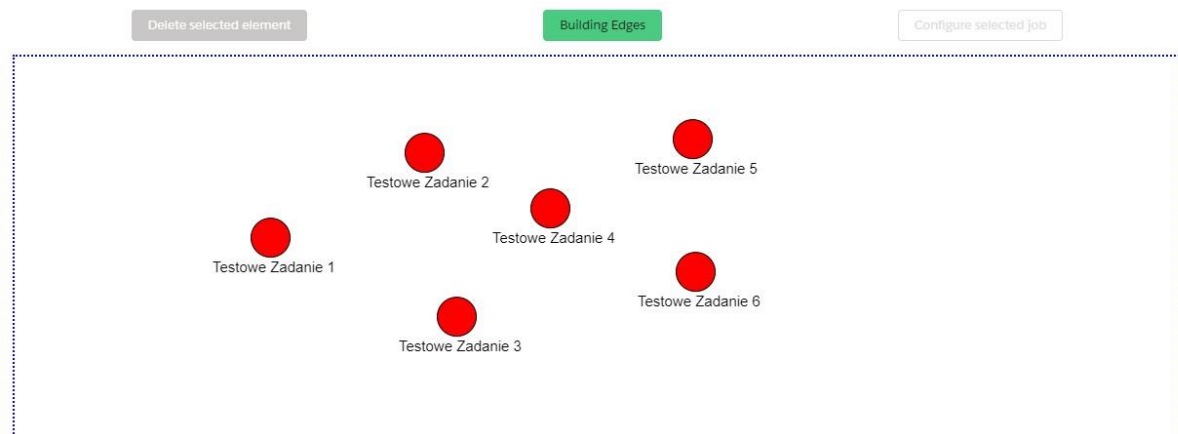 Delete selected element
Building Edges
Configure selected job
Testowe Zadanie 2
Testowe Zadanie 5
Testowe Zadanie 4
Testowe Zadanie 1
Testowe Zadanie 6
Testowe Zadanie 3